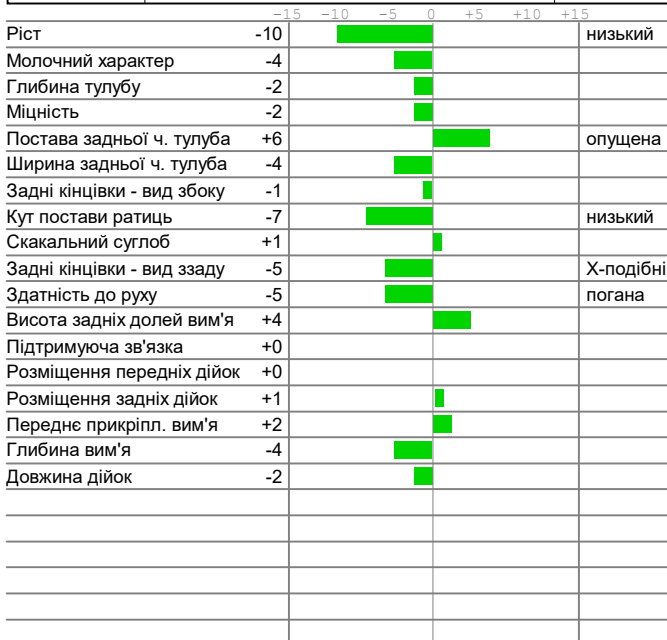 -15 -10 -5 0 +5 +10 +15
Ріст -10 низький
Молочний характер -4
Глибина тулубу -2
Міцність -2
Постава задньої ч. тулуба +6 опущена
Ширина задньої ч. тулуба -4
Задні кінцівки - вид збоку -1
Кут постави ратиць -7 низький
Скакальний суглоб +1
Задні кінцівки - вид ззаду -5 Х-подібні
Здатність до руху -5 погана
Висота задніх долей вим'я +4
Підтримуюча зв'язка +0
Розміщення передніх дійок +0
Розміщення задніх дійок +1
Переднє прикріпл. вим'я +2
Глибина вим'я -4
Довжина дійок -2